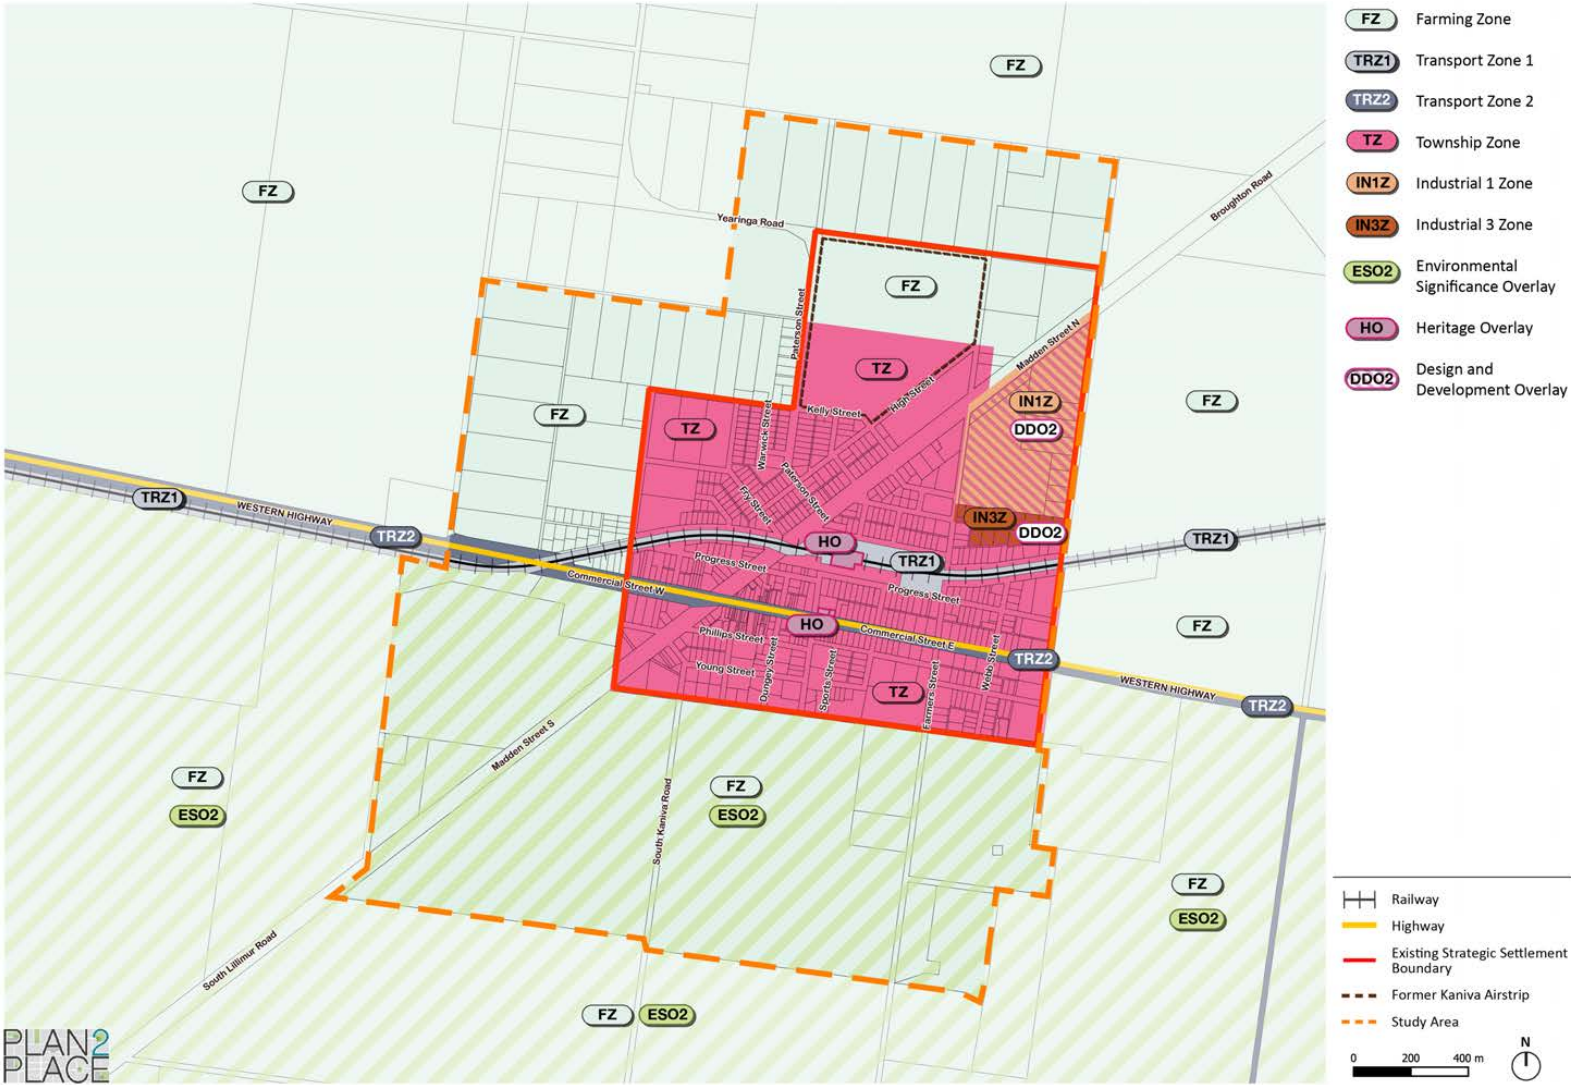 FZ Farming Zone
TRZ1 Transport Zone 1
TRZ2 Transport Zone 2
TZ Township Zone
IN1Z Industrial 1 Zone
IN3Z Industrial 3 Zone
ESO2 Environmental
Significance Overlay
HO Heritage Overlay
DDO2 Design and
Development Overlay
FZ
FZ
Broughton Road
Yearinga Road
FZ
Paterson Street
Madden Street N
TZ
High Street
Kelly Street
IN1Z
DDO2
FZ
FZ
TZ
Warwick Street
Paterson Street
Fry Street
TRZ1
WESTERN HIGHWAY
TRZ2
IN3Z
DDO2
HO
TRZ1
TRZ1
Progress Street
Progress Street
Commercial Street W
HO
Commercial Street E
FZ
Phillips Street
Young Street
Dungey Street
Sports Street
Farmers Street
Webb Street
TRZ2
TZ
WESTERN HIGHWAY
TRZ2
Madden Street S
FZ
ESO2
FZ
ESO2
South Kaniva Road
FZ
ESO2
South Lillimur Road
FZ ESO2
PLAN2
PLACE
Railway
Highway
Existing Strategic Settlement
Boundary
Former Kaniva Airstrip
Study Area
0 200 400 m
N